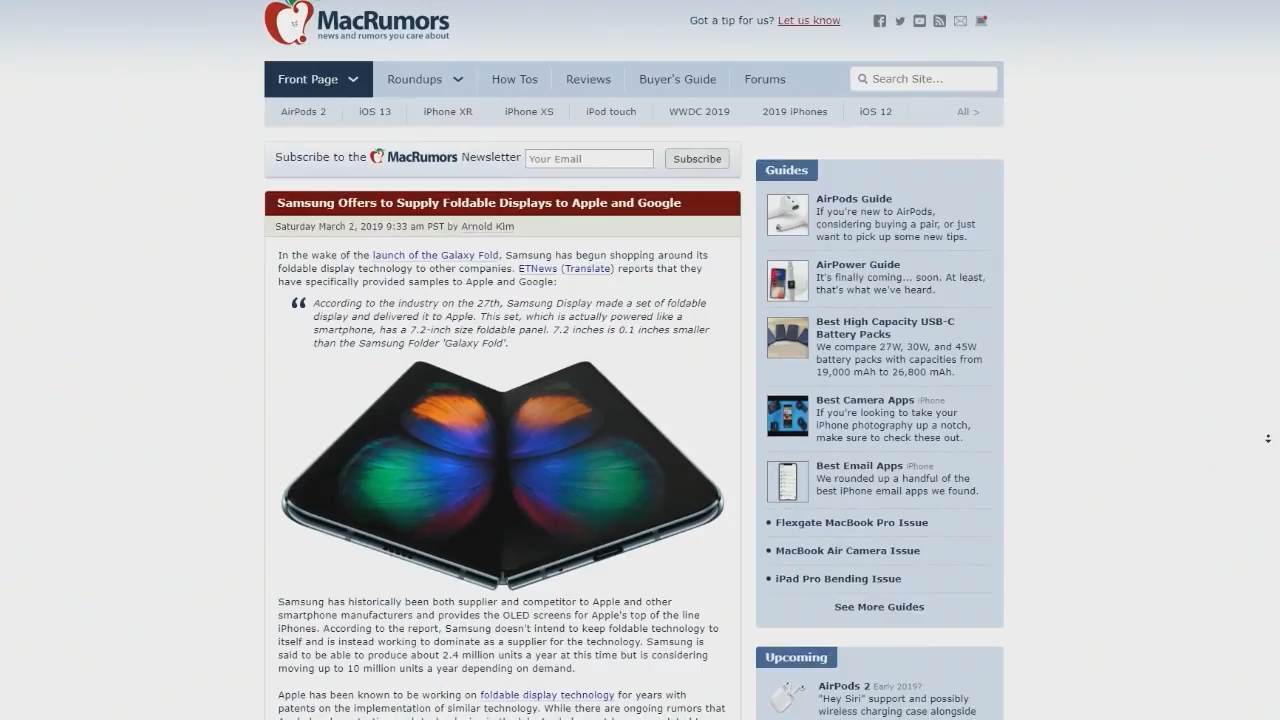 MacRumors
news and rumors you care about
Got a tip for us? Let us know
Front Page
Roundups
How Tos
Reviews
Buyer's Guide
Forums
Search Site...
AirPods 2
iOS 13
iPhone XR
iPhone XS
iPod touch
WWDC 2019
2019 iPhones
iOS 12
All >
Subscribe to the MacRumors Newsletter
Your Email
Subscribe
Samsung Offers to Supply Foldable Displays to Apple and Google
Saturday March 2, 2019 9:33 am PST by Arnold Kim
In the wake of the launch of the Galaxy Fold, Samsung has begun shopping around its
foldable display technology to other companies. ETNews (Translate) reports that they
have specifically provided samples to Apple and Google:
“ According to the industry on the 27th, Samsung Display made a set of foldable
display and delivered it to Apple. This set, which is actually powered like a
smartphone, has a 7.2-inch size foldable panel. 7.2 inches is 0.1 inches smaller
than the Samsung Folder 'Galaxy Fold'.
Samsung has historically been both supplier and competitor to Apple and other
smartphone manufacturers and provides the OLED screens for Apple's top of the line
iPhones. According to the report, Samsung doesn't intend to keep foldable technology to
itself and is instead working to dominate as a supplier for the technology. Samsung is
said to be able to produce about 2.4 million units a year at this time but is considering
moving up to 10 million units a year depending on demand.
Apple has been known to be working on foldable display technology for years with
patents on the implementation of similar technology. While there are ongoing rumors that
Guides
AirPods Guide
If you're new to AirPods,
considering buying a pair, or just
want to pick up some new tips.
AirPower Guide
It's finally coming... soon. At least,
that's what we've heard.
Best High Capacity USB-C
Battery Packs
We compare 27W, 30W, and 45W
battery packs with capacities from
19,000 mAh to 26,800 mAh.
Best Camera Apps iPhone
If you're looking to take your
iPhone photography up a notch,
make sure to check these out.
Best Email Apps iPhone
We rounded up a handful of the
best iPhone email apps we found.
• Flexgate MacBook Pro Issue
• MacBook Air Camera Issue
• iPad Pro Bending Issue
See More Guides
Upcoming
AirPods 2 Early 2019?
"Hey Siri" support and possibly
wireless charging case alongside